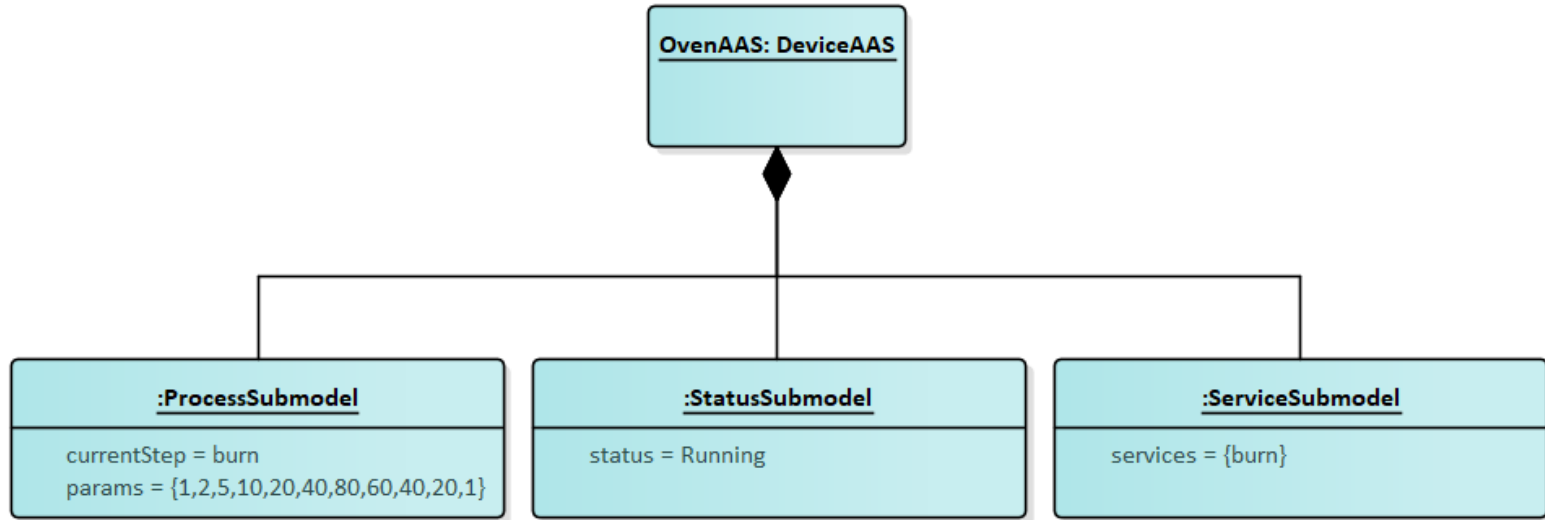 OvenAAS: DeviceAAS
:ProcessSubmodel
currentStep = burn
params = {1,2,5,10,20,40,80,60,40,20,1}
:StatusSubmodel
status = Running
:ServiceSubmodel
services = {burn}